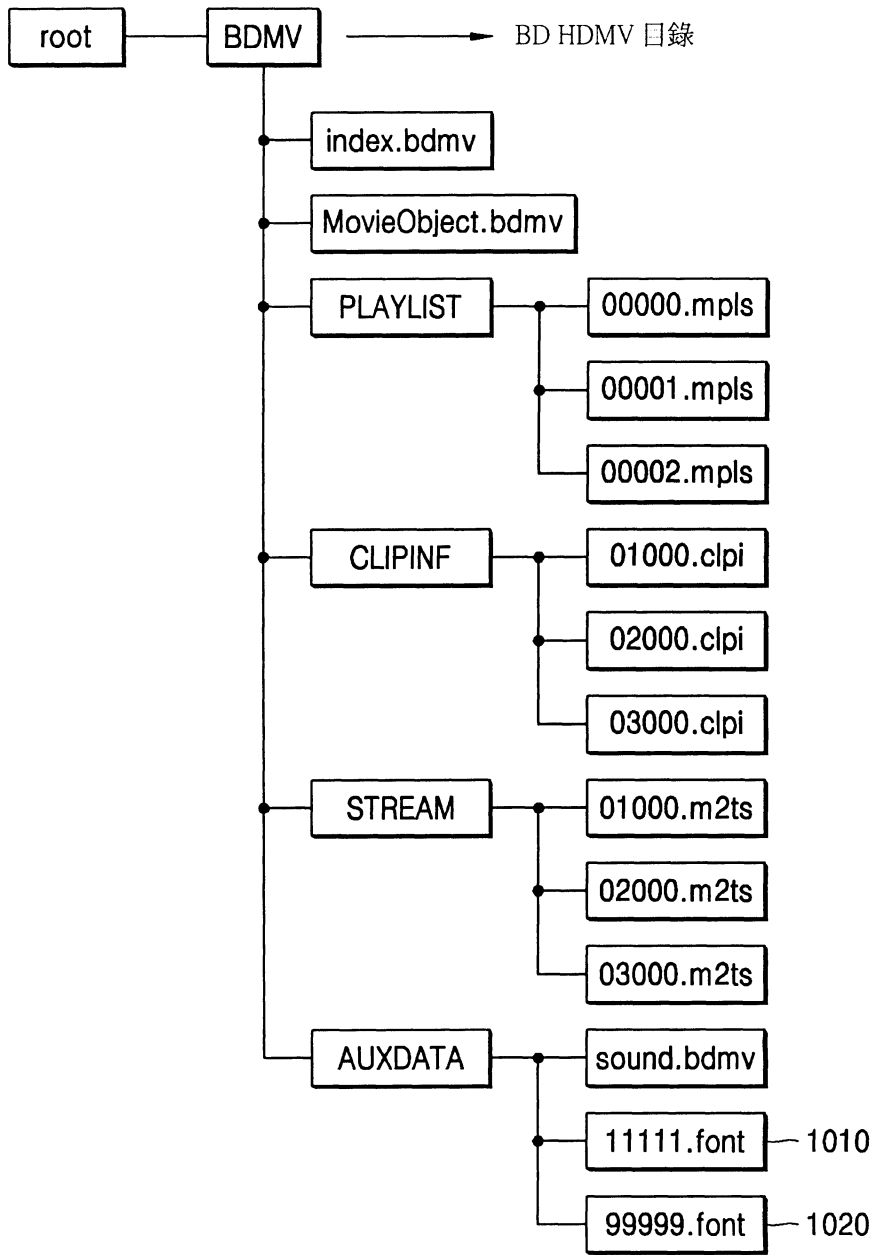 root
BDMV
BD HDMV 目錄
index.bdmv
MovieObject.bdmv
PLAYLIST
00000.mpls
00001.mpls
00002.mpls
CLIPINF
01000.clpi
02000.clpi
03000.clpi
STREAM
01000.m2ts
02000.m2ts
03000.m2ts
AUXDATA
sound.bdmv
11111.font
1010
99999.font
1020